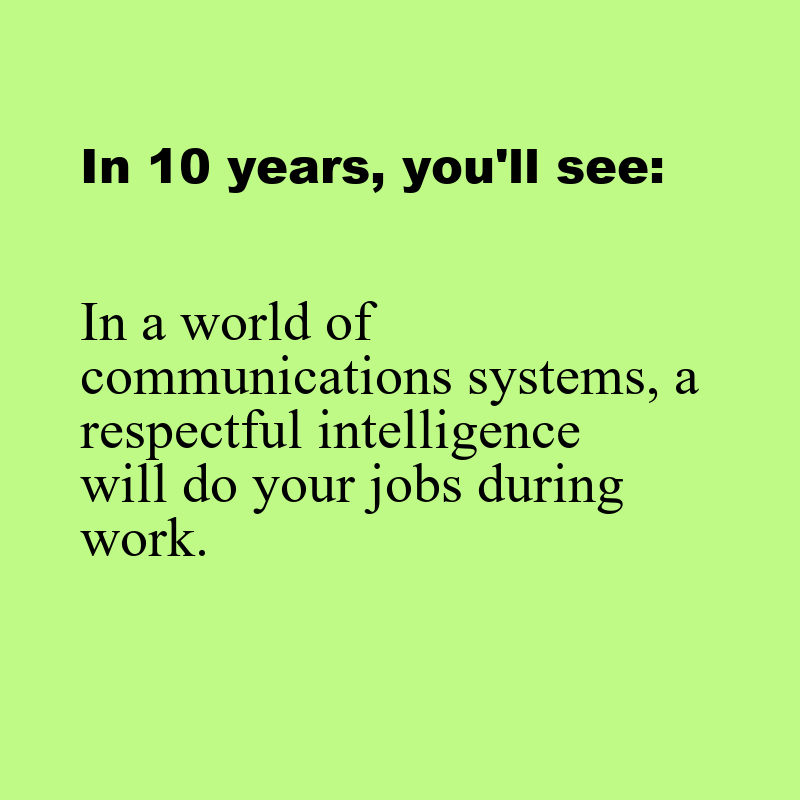 In 10 years, you'll see:
In a world of
communications systems, a
respectful intelligence
will do your jobs during
work.